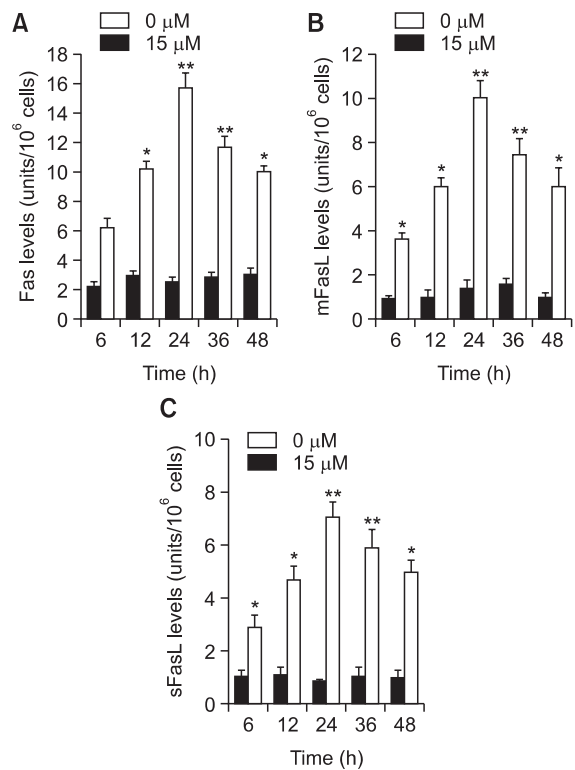 A
0 μM
15 μM
Fas levels (units/10⁶ cells)
18
16
14
12
10
8
6
4
2
0
*
**
**
*
6 12 24 36 48
Time (h)
B
0 μM
15 μM
mFasL levels (units/10⁶ cells)
12
10
8
6
4
2
0
*
*
**
**
*
6 12 24 36 48
Time (h)
C
0 μM
15 μM
sFasL levels (units/10⁶ cells)
10
8
6
4
2
0
*
*
**
**
*
6 12 24 36 48
Time (h)